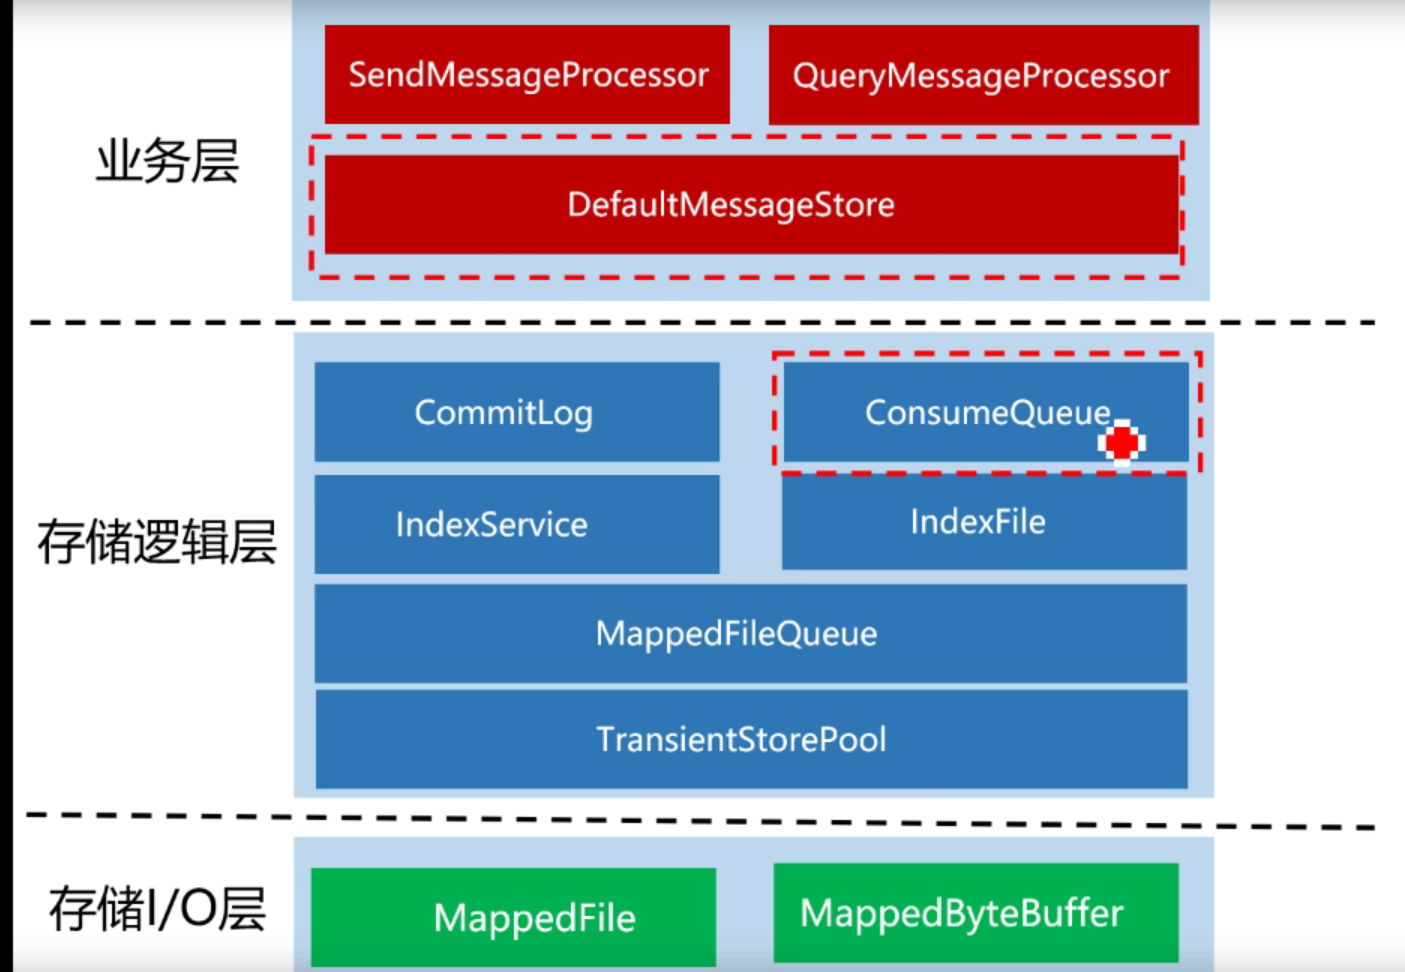 SendMessageProcessor
QueryMessageProcessor
业务层
DefaultMessageStore
CommitLog
ConsumeQueue
存储逻辑层
IndexService
IndexFile
MappedFileQueue
TransientStorePool
存储I/O层
MappedFile
MappedByteBuffer